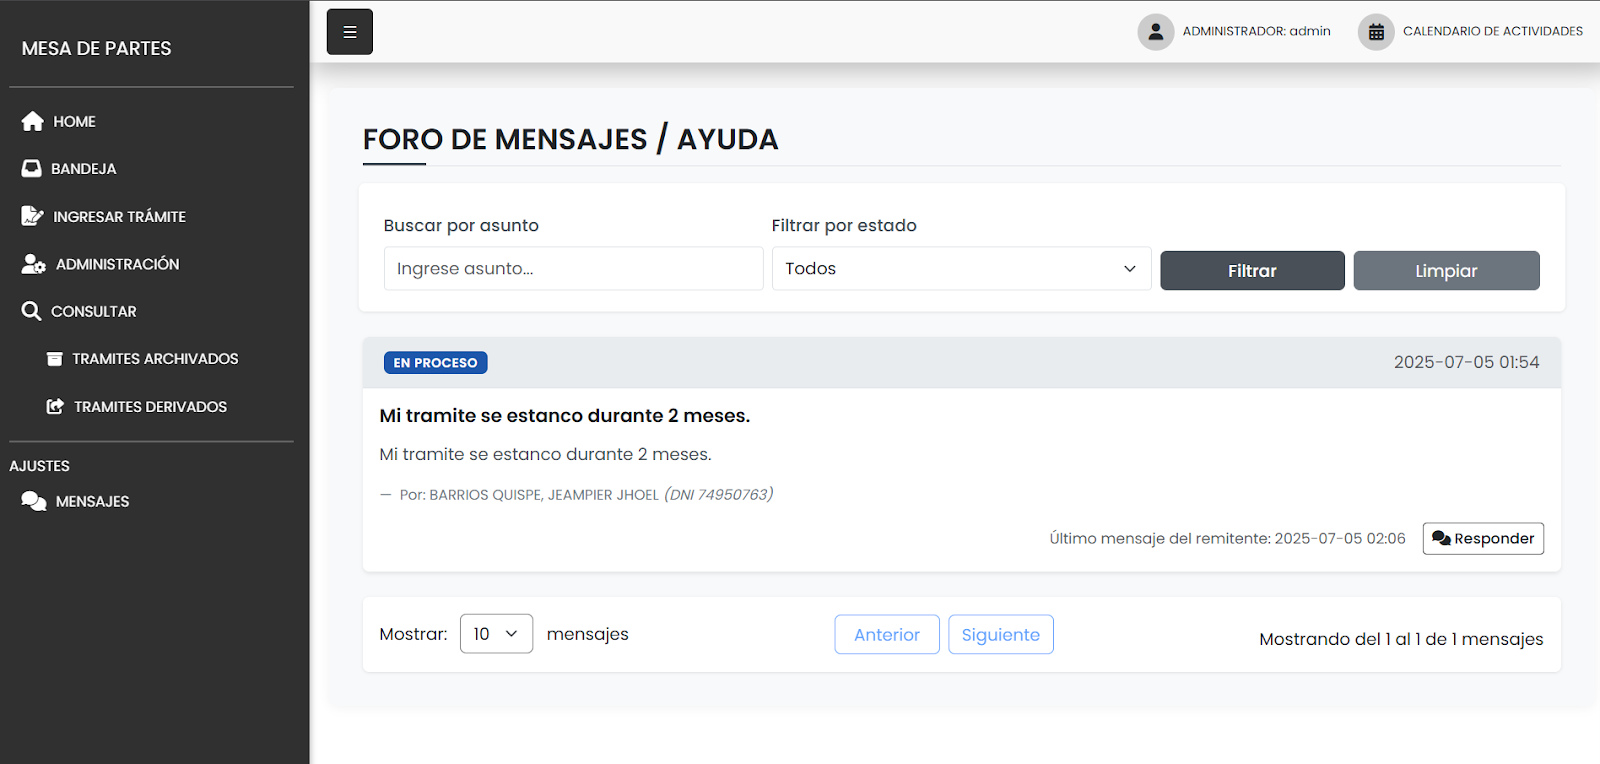 MESA DE PARTES
HOME
BANDEJA
INGRESAR TRÁMITE
ADMINISTRACIÓN
CONSULTAR
TRAMITES ARCHIVADOS
TRAMITES DERIVADOS
AJUSTES
MENSAJES
ADMINISTRADOR: admin
CALENDARIO DE ACTIVIDADES
FORO DE MENSAJES / AYUDA
Buscar por asunto
Filtrar por estado
Ingrese asunto...
Todos
Filtrar
Limpiar
EN PROCESO
2025-07-05 01:54
Mi tramite se estanco durante 2 meses.
Mi tramite se estanco durante 2 meses.
— Por: BARRIOS QUISPE, JEAMPIER JHOEL (DNI 74950763)
Último mensaje del remitente: 2025-07-05 02:06
Responder
Mostrar: 10 mensajes
Anterior
Siguiente
Mostrando del 1 al 1 de 1 mensajes